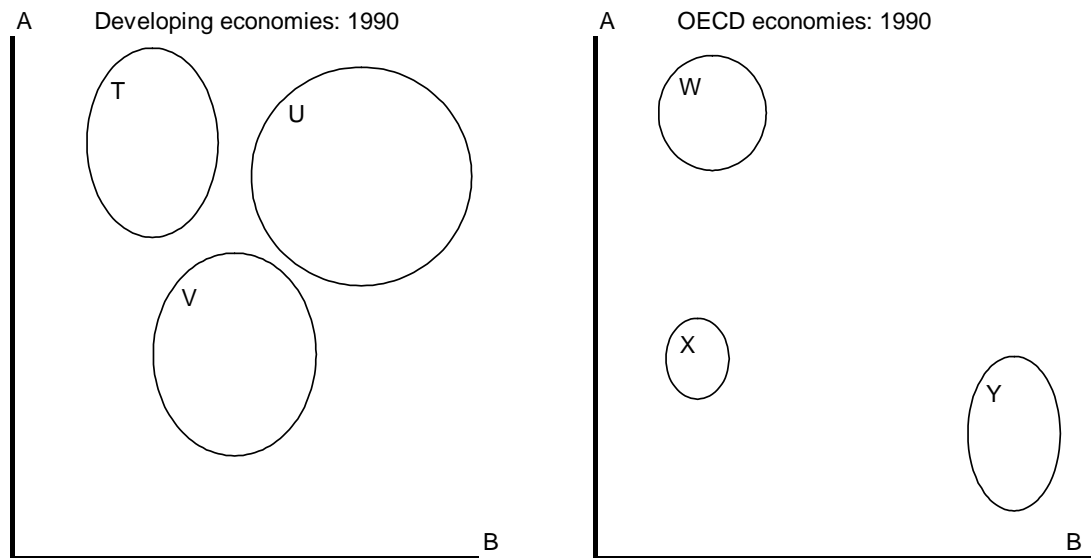 A Developing economies: 1990
T
U
V
B
A OECD economies: 1990
W
X
Y
B